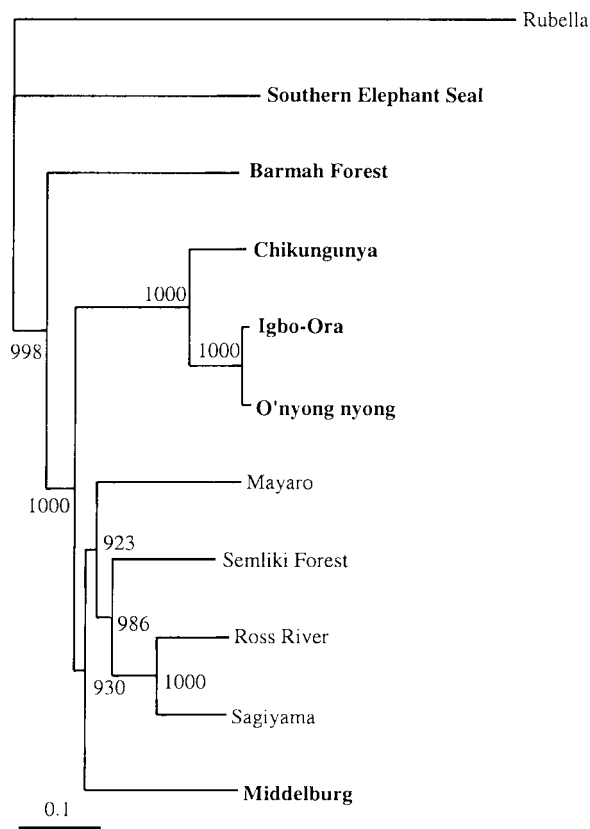 Rubella
Southern Elephant Seal
Barmah Forest
Chikungunya
1000
Igbo-Ora
998
1000
O'nyong nyong
Mayaro
1000
923
Semliki Forest
986
Ross River
930
1000
Sagiyama
Middelburg
0.1